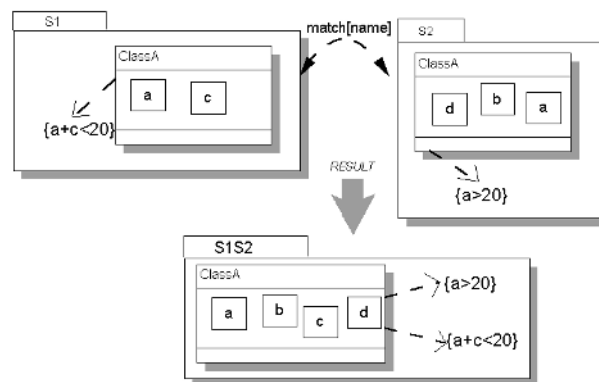 S1
ClassA
a
c
{a+c<20}
match[name]
S2
ClassA
d
b
a
{a>20}
RESULT
S1S2
ClassA
a
b
c
d
{a>20}
{a+c<20}